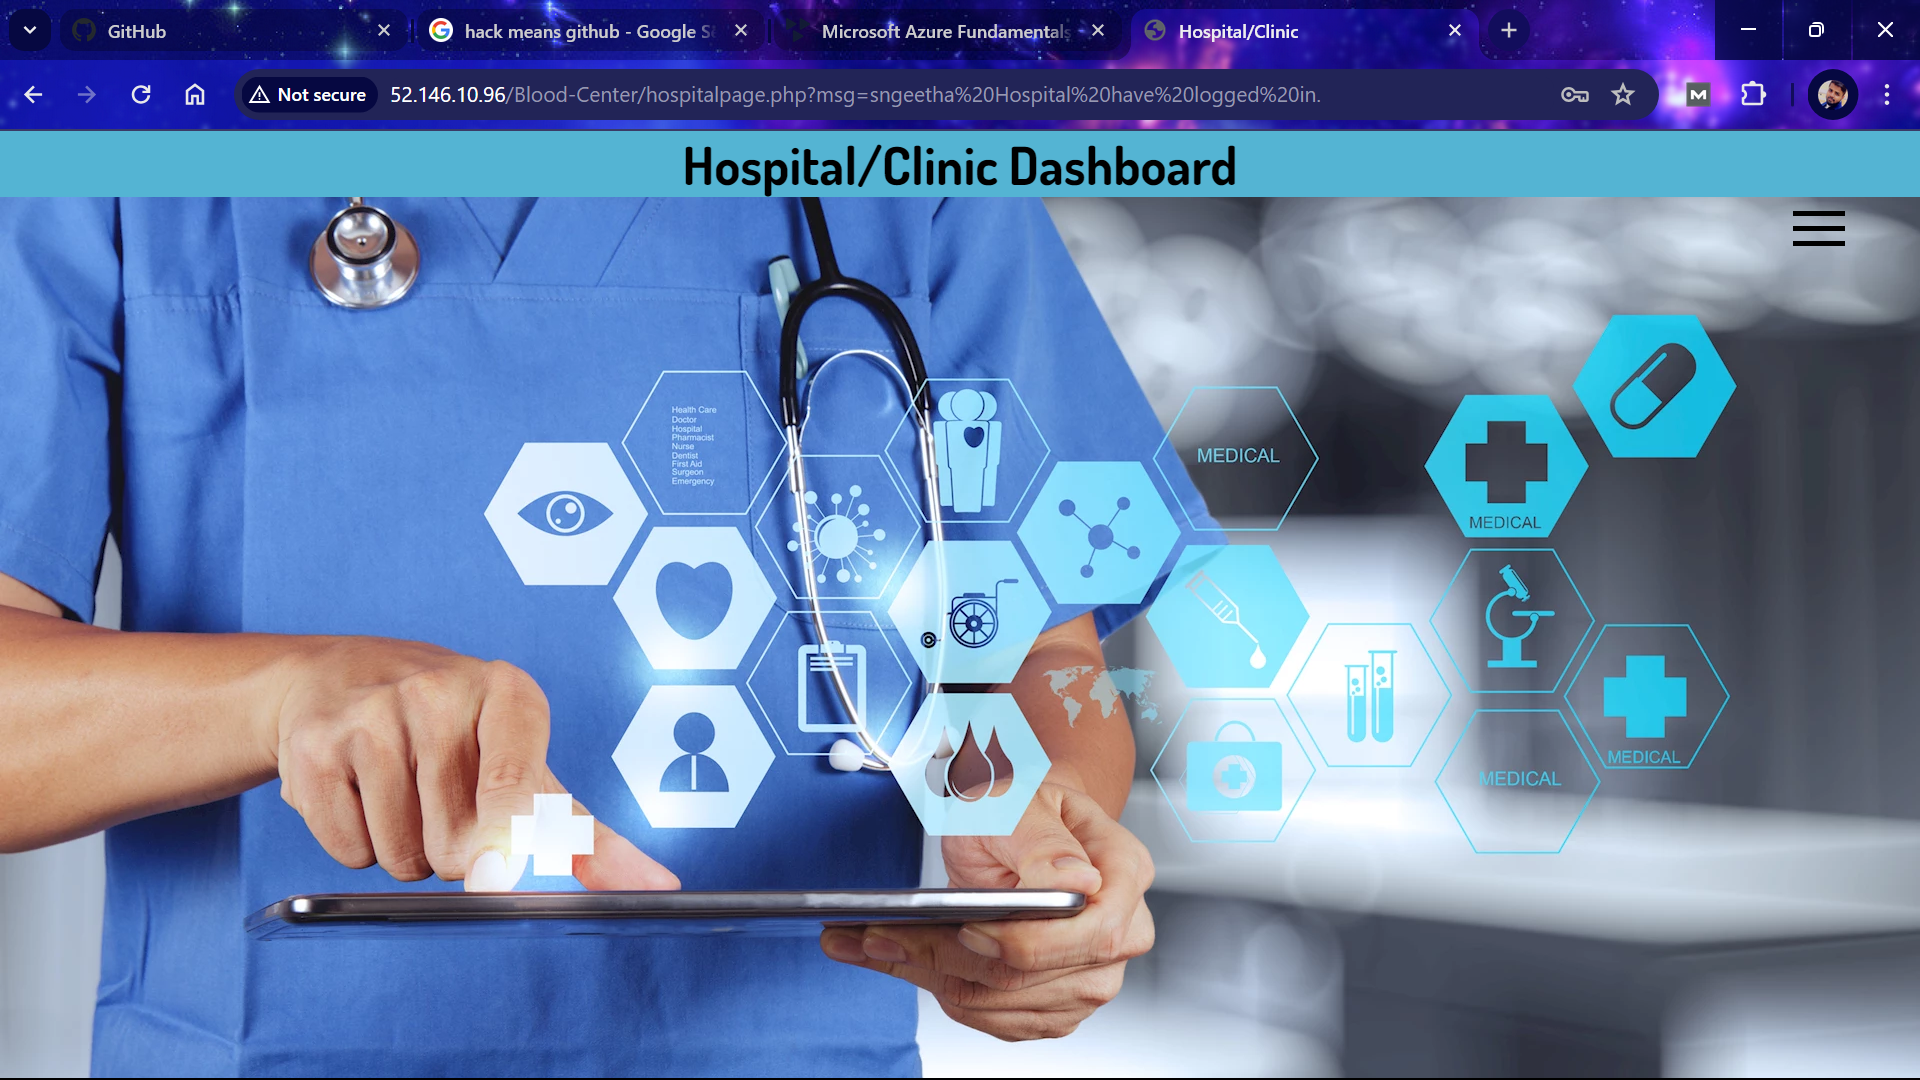 GitHub
hack means github - Google S
Microsoft Azure Fundamentals
Hospital/Clinic
Not secure
52.146.10.96/Blood-Center/hospitalpage.php?msg=sngeetha%20Hospital%20have%20logged%20in.
M
Hospital/Clinic Dashboard
Health Care
Doctor
Hospital
Pharmacist
Nurse
Dentist
First Aid
Surgeon
Emergency
MEDICAL
MEDICAL
MEDICAL
MEDICAL